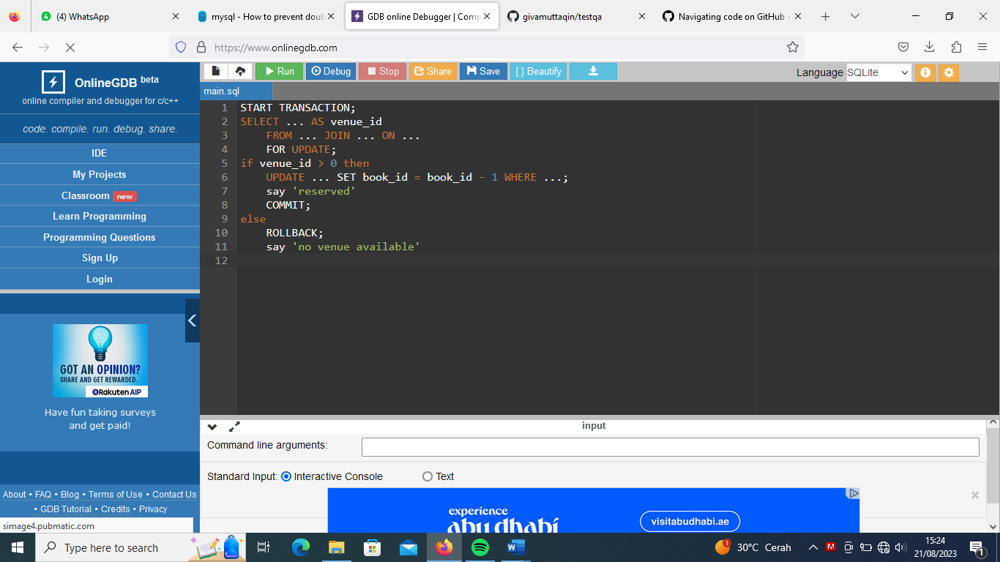 (4) WhatsApp
mysql - How to prevent doub
GDB online Debugger | Comp
givamuttaqin/testqa
Navigating code on GitHub -
https://www.onlinegdb.com
OnlineGDB beta
online compiler and debugger for c/c++
code. compile. run. debug. share.
IDE
My Projects
Classroom new
Learn Programming
Programming Questions
Sign Up
Login
GOT AN OPINION?
SHARE AND GET REWARDED.
Rakuten AIP
Have fun taking surveys
and get paid!
About • FAQ • Blog • Terms of Use • Contact Us
• GDB Tutorial • Credits • Privacy
simage4.pubmatic.com
Run Debug Stop Share Save { } Beautify
Language SQLite
main.sql
1 START TRANSACTION;
2 SELECT ... AS venue_id
3 FROM ... JOIN ... ON ...
4 FOR UPDATE;
5 if venue_id > 0 then
6 UPDATE ... SET book_id = book_id - 1 WHERE ...;
7 say 'reserved'
8 COMMIT;
9 else
10 ROLLBACK;
11 say 'no venue available'
12
input
Command line arguments:
Standard Input: Interactive Console Text
experience
abu dhabi
visitabudhabi.ae
Type here to search
30°C Cerah
15:24
21/08/2023
1